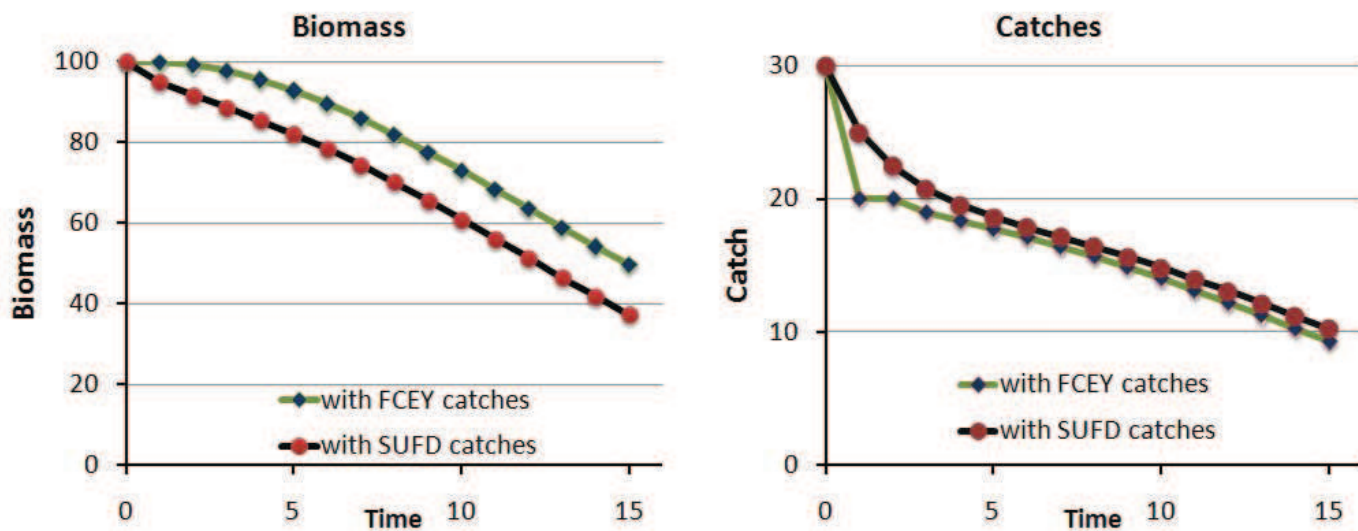 Biomass
100
80
60
40
20
0
Biomass
with FCEY catches
with SUFD catches
0 5 10 15
Time
Catches
30
20
10
0
Catch
with FCEY catches
with SUFD catches
0 5 10 15
Time